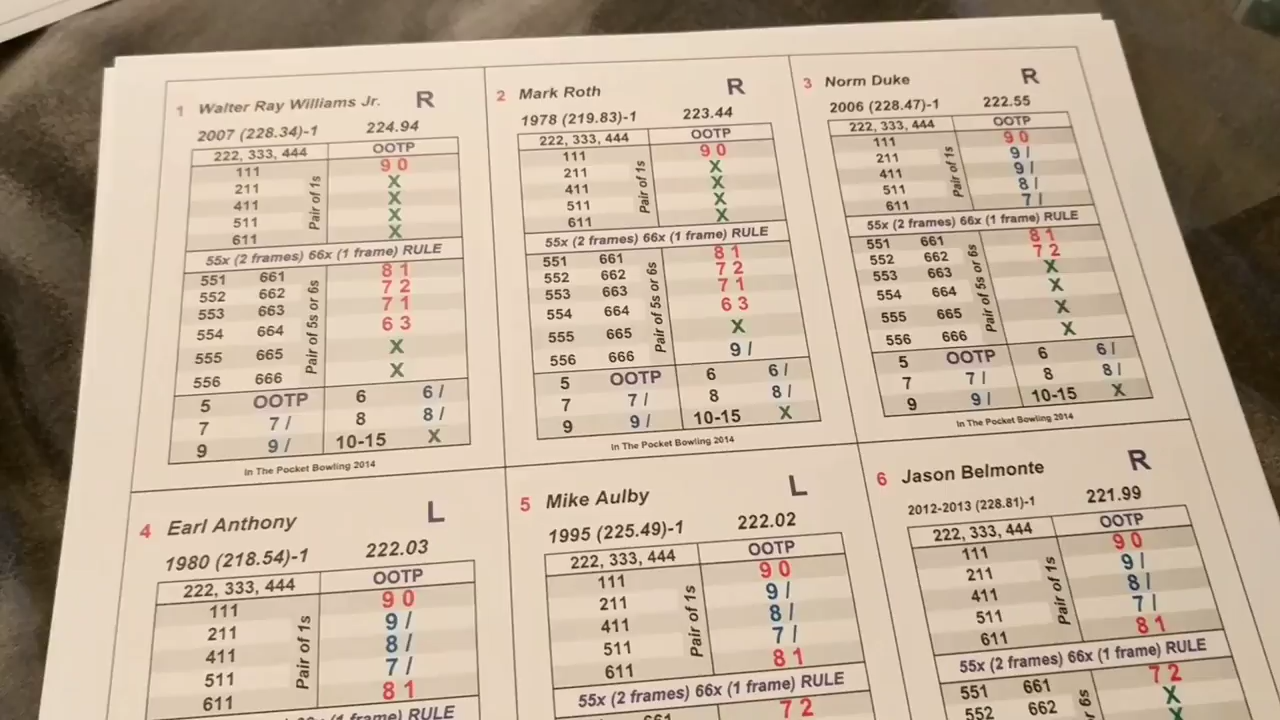 1 Walter Ray Williams Jr. R
2007 (228.34)-1 224.94
222, 333, 444 OOTP
111 9 0
211 X
411 X
511 X
611 X
Pair of 1s
55x (2 frames) 66x (1 frame) RULE
551 661 8 1
552 662 7 2
553 663 7 1
554 664 6 3
555 665 X
556 666 X
Pair of 5s or 6s
5 OOTP 6 6 /
7 7 / 8 8 /
9 9 / 10-15 X
In The Pocket Bowling 2014
2 Mark Roth R
1978 (219.83)-1 223.44
222, 333, 444 OOTP
111 9 0
211 X
411 X
511 X
611 X
Pair of 1s
55x (2 frames) 66x (1 frame) RULE
551 661 8 1
552 662 7 2
553 663 7 1
554 664 6 3
555 665 X
556 666 9 /
Pair of 5s or 6s
5 OOTP 6 6 /
7 7 / 8 8 /
9 9 / 10-15 X
In The Pocket Bowling 2014
3 Norm Duke R
2006 (228.47)-1 222.55
222, 333, 444 OOTP
111 9 0
211 9 /
411 9 /
511 8 /
611 7 /
Pair of 1s
55x (2 frames) 66x (1 frame) RULE
551 661 8 1
552 662 7 2
553 663 X
554 664 X
555 665 X
556 666 X
Pair of 5s or 6s
5 OOTP 6 6 /
7 7 / 8 8 /
9 9 / 10-15 X
In The Pocket Bowling 2014
4 Earl Anthony L
1980 (218.54)-1 222.03
222, 333, 444 OOTP
111 9 0
211 9 /
411 8 /
511 7 /
611 8 1
Pair of 1s
(1 frame) RULE
5 Mike Aulby L
1995 (225.49)-1 222.02
222, 333, 444 OOTP
111 9 0
211 9 /
411 8 /
511 7 /
611 8 1
Pair of 1s
55x (2 frames) 66x (1 frame) RULE
661 7 2
6 Jason Belmonte R
2012-2013 (228.81)-1 221.99
222, 333, 444 OOTP
111 9 0
211 9 /
411 8 /
511 7 /
611 8 1
Pair of 1s
55x (2 frames) 66x (1 frame) RULE
551 661 7 2
552 662 X
6s